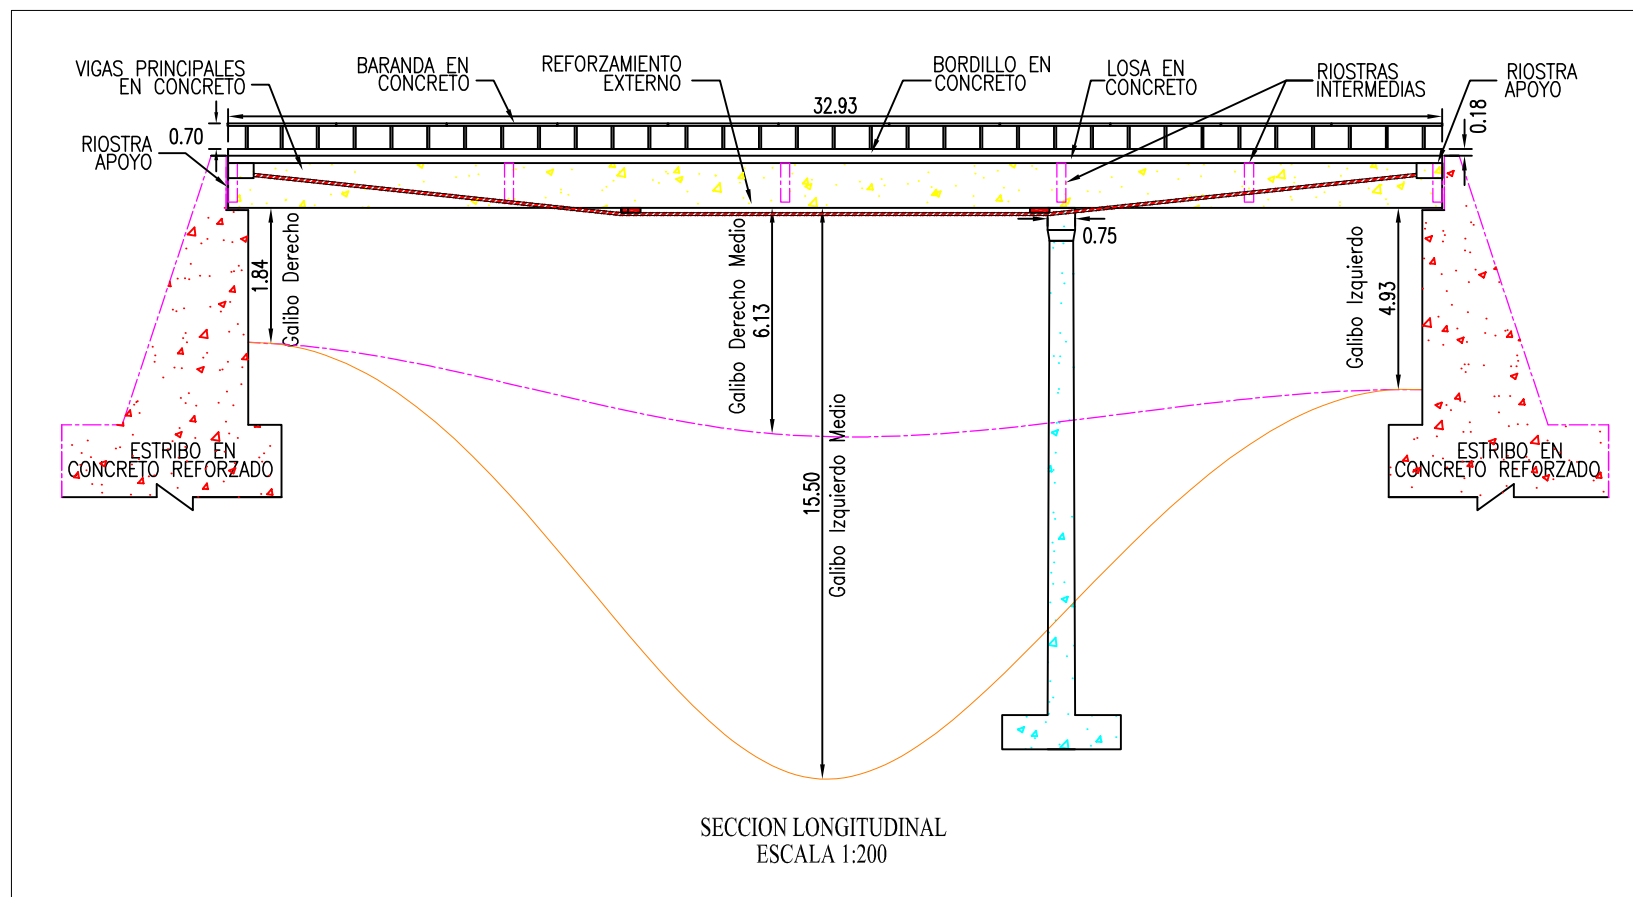 VIGAS PRINCIPALES
EN CONCRETO
BARANDA EN
CONCRETO
REFORZAMIENTO
EXTERNO
BORDILLO EN
CONCRETO
LOSA EN
CONCRETO
RIOSTRAS
INTERMEDIAS
RIOSTRA
APOYO
32.93
0.70
0.18
RIOSTRA
APOYO
1.84
Galibo Derecho
Galibo Derecho Medio
6.13
15.50
Galibo Izquierdo Medio
0.75
Galibo Izquierdo
4.93
ESTRIBO EN
CONCRETO REFORZADO
ESTRIBO EN
CONCRETO REFORZADO
SECCION LONGITUDINAL
ESCALA 1:200